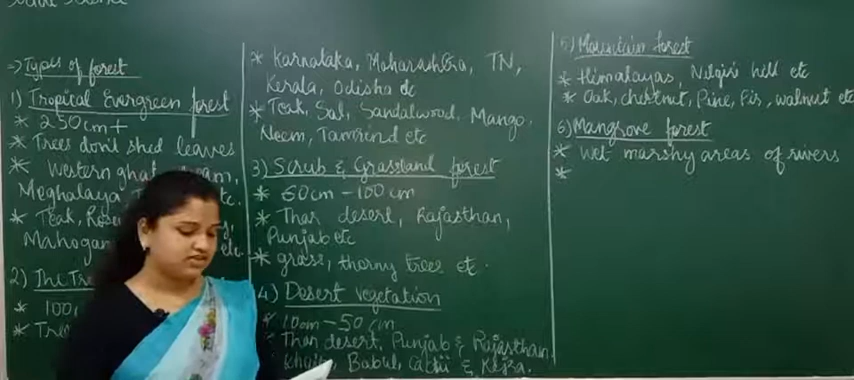 Science
⇒ Types of forest
1) Tropical Evergreen forest
* 250cm+
* Trees don't shed leaves
* Western ghat,
Meghalaya
* Teak,
Mahogan
2) The
* 100
* Tre
* Karnataka, Maharashtra, TN,
Kerala, Odisha etc
* Teak, Sal, Sandalwood, Mango,
Neem, Tamrind etc
3) Scrub & Grassland forest
* 50cm - 100 cm
* Thar desert, Rajasthan,
Punjab etc
* grass, thorny trees etc.
4) Desert vegetation
* 10cm - 50 cm
* Thar desert, Punjab & Rajasthan
Babul, Cactii &
5) Mountain forest
* Himalayas, Nilgiri hill etc
* Oak, chestnut, Pine, Fir, walnut etc
6) Mangrove forest
* Wet marshy areas of rivers
*